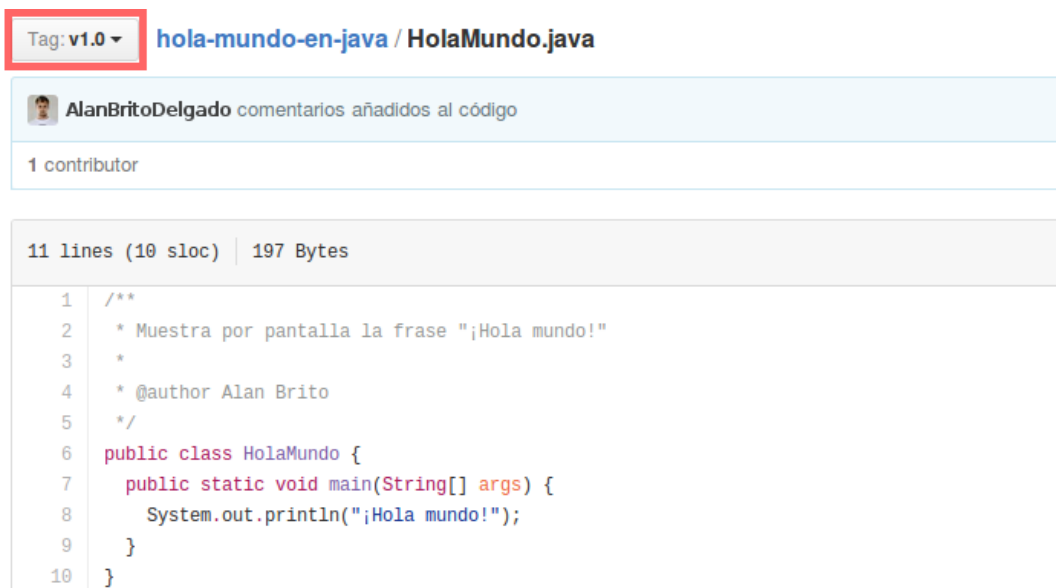 Tag: v1.0 hola-mundo-en-java / HolaMundo.java
AlanBritoDelgado comentarios añadidos al código
1 contributor
11 lines (10 sloc) 197 Bytes
1 /**
2 * Muestra por pantalla la frase "¡Hola mundo!"
3 *
4 * @author Alan Brito
5 */
6 public class HolaMundo {
7 public static void main(String[] args) {
8 System.out.println("¡Hola mundo!");
9 }
10 }